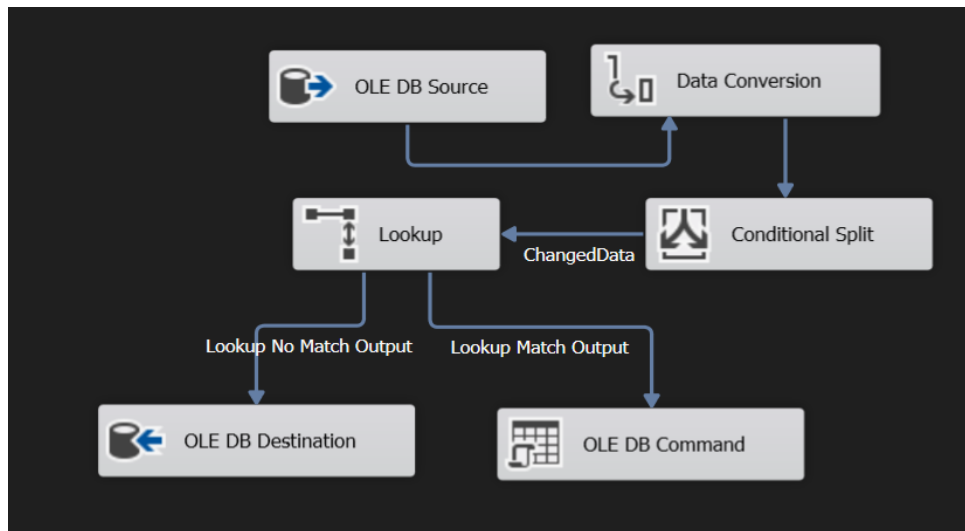 OLE DB Source
Data Conversion
Lookup
Conditional Split
ChangedData
Lookup No Match Output
Lookup Match Output
OLE DB Destination
OLE DB Command